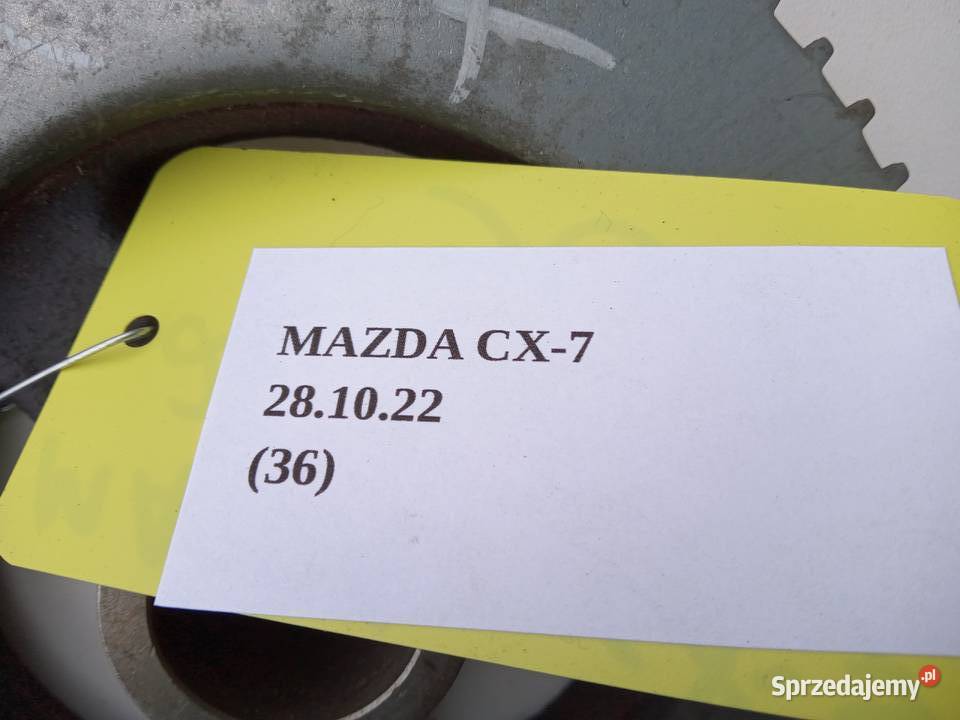 MAZDA CX-7
28.10.22
(36)
Sprzedajemy.pl